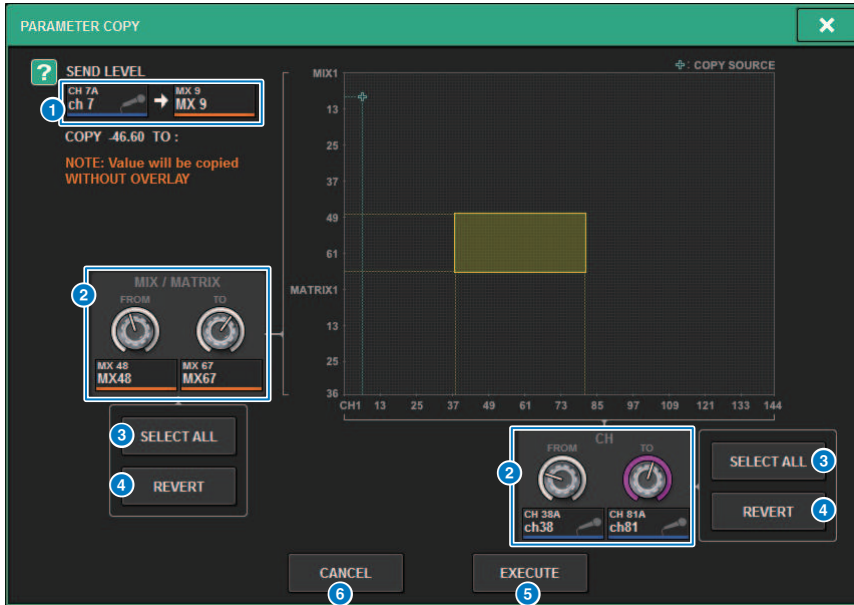 PARAMETER COPY
×
?
SEND LEVEL
CH 7A
ch 7
→
MX 9
MX 9
1
COPY -46.60 TO :
NOTE: Value will be copied
WITHOUT OVERLAY
: COPY SOURCE
MIX1
13
25
37
49
61
MATRIX1
13
25
36
CH1 13 25 37 49 61 73 85 97 109 121 133 144
2
MIX / MATRIX
FROM TO
MX 48
MX48
MX 67
MX67
3
SELECT ALL
4
REVERT
2
CH
FROM TO
CH 38A
ch38
CH 81A
ch81
SELECT ALL
3
REVERT
4
CANCEL
6
EXECUTE
5